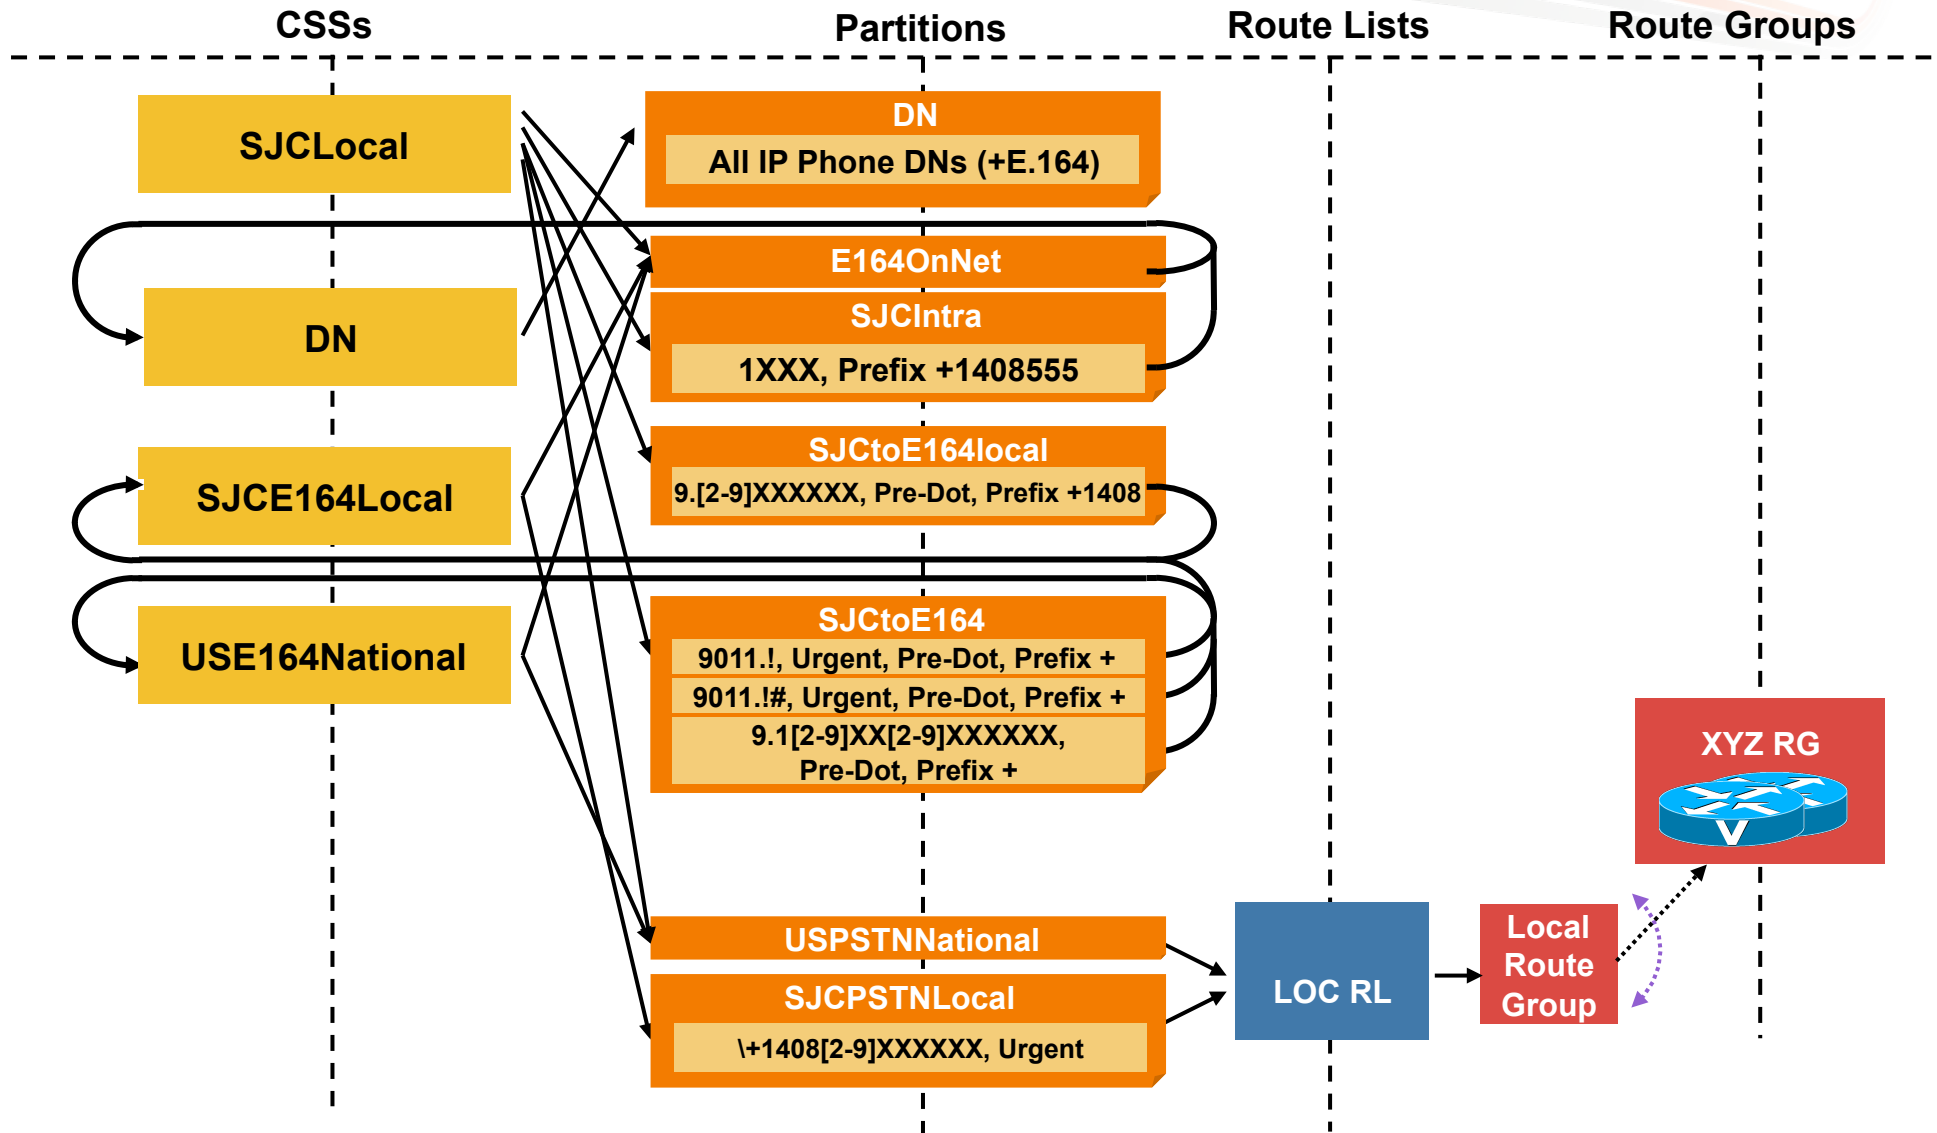 CSSs
Partitions
Route Lists
Route Groups
SJCLocal
DN
SJCE164Local
USE164National
DN
All IP Phone DNs (+E.164)
E164OnNet
SJCIntra
1XXX, Prefix +1408555
SJCtoE164local
9.[2-9]XXXXXX, Pre-Dot, Prefix +1408
SJCtoE164
9011.!, Urgent, Pre-Dot, Prefix +
9011.!#, Urgent, Pre-Dot, Prefix +
9.1[2-9]XX[2-9]XXXXXX,
Pre-Dot, Prefix +
USPSTNNational
SJCPSTNLocal
\+1408[2-9]XXXXXX, Urgent
LOC RL
Local
Route
Group
XYZ RG
V